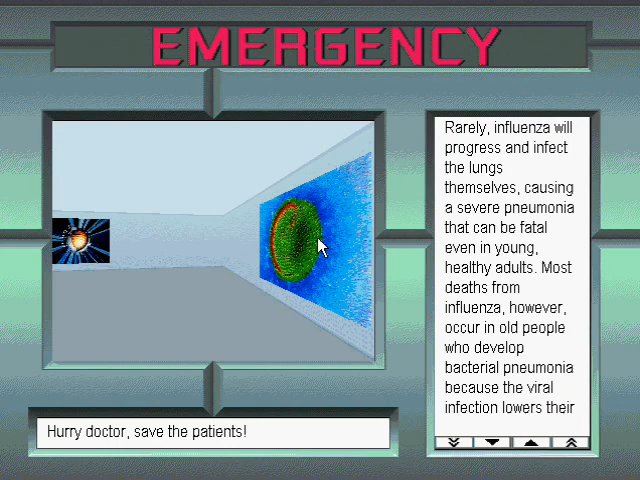 EMERGENCY
Rarely, influenza will
progress and infect
the lungs
themselves, causing
a severe pneumonia
that can be fatal
even in young,
healthy adults. Most
deaths from
influenza, however,
occur in old people
who develop
bacterial pneumonia
because the viral
infection lowers their
Hurry doctor, save the patients!